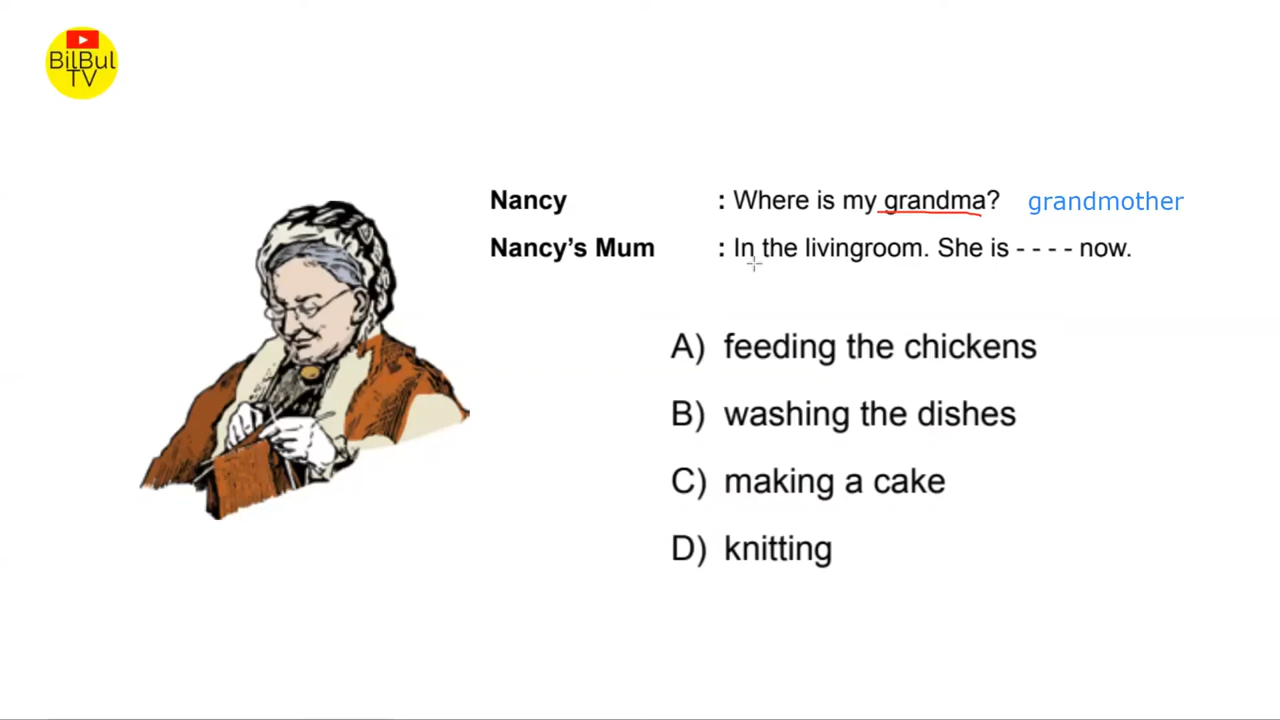 BilBul
TV
Nancy : Where is my grandma? grandmother
Nancy's Mum : In the livingroom. She is - - - - now.
A) feeding the chickens
B) washing the dishes
C) making a cake
D) knitting